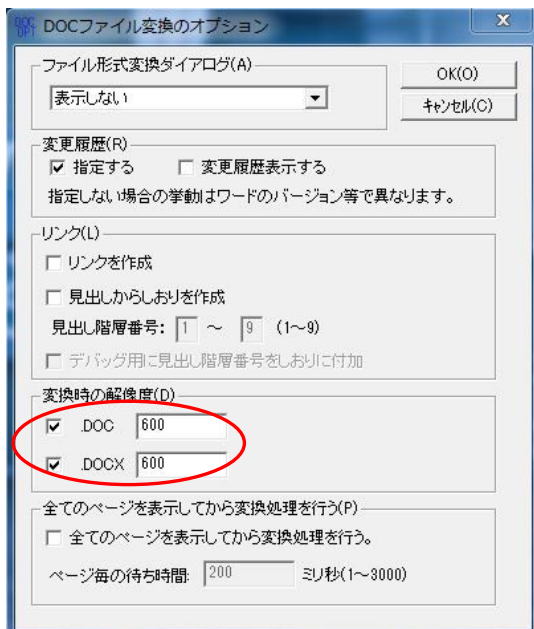 DOC OPT DOCファイル変換のオプション
ファイル形式変換ダイアログ(A)
表示しない
OK(O)
キャンセル(C)
変更履歴(R)
指定する 変更履歴表示する
指定しない場合の挙動はワードのバージョン等で異なります。
リンク(L)
リンクを作成
見出しからしおりを作成
見出し階層番号: 1 ～ 9 (1～9)
デバッグ用に見出し階層番号をしおりに付加
変換時の解像度(D)
.DOC 600
.DOCX 600
全てのページを表示してから変換処理を行う(P)
全てのページを表示してから変換処理を行う。
ページ毎の待ち時間: 200 ミリ秒(1～3000)